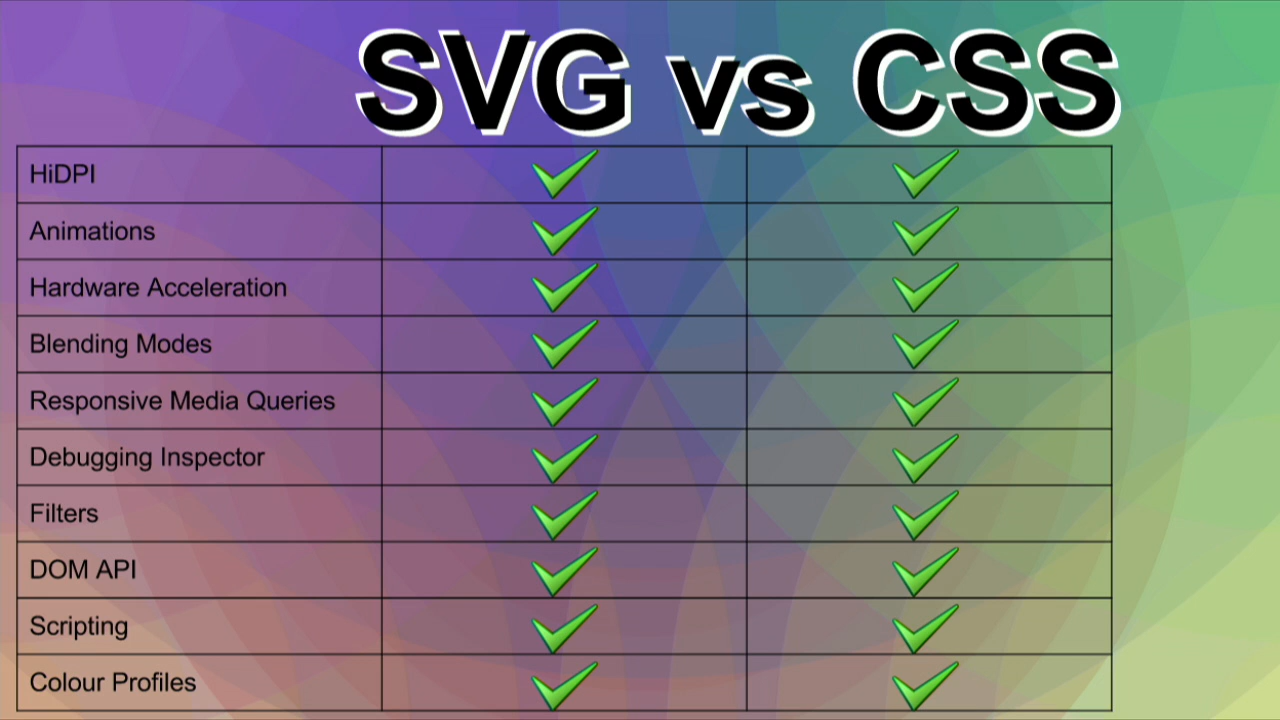 SVG vs CSS
HiDPI
Animations
Hardware Acceleration
Blending Modes
Responsive Media Queries
Debugging Inspector
Filters
DOM API
Scripting
Colour Profiles